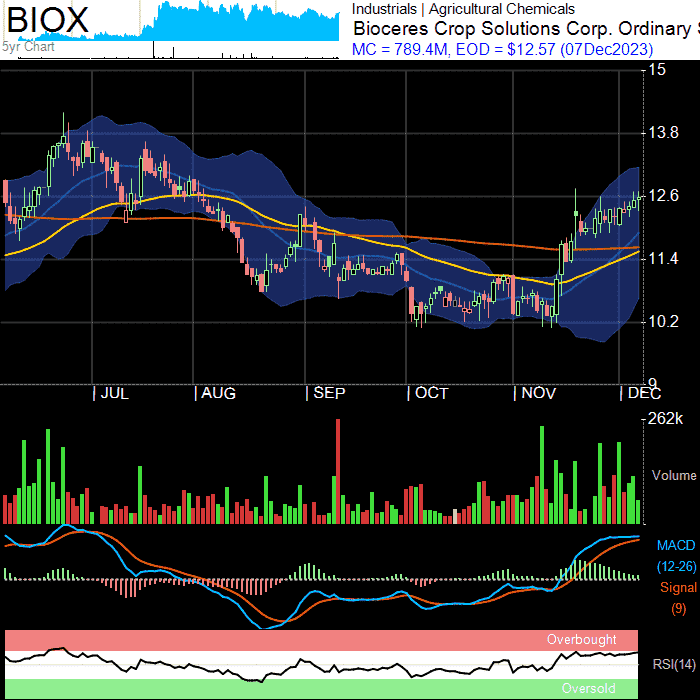 BIOX
5yr Chart
Industrials | Agricultural Chemicals
Bioceres Crop Solutions Corp. Ordinary S
MC = 789.4M, EOD = $12.57 (07Dec2023)
15
13.8
12.6
11.4
10.2
9
JUL
AUG
SEP
OCT
NOV
DEC
262k
Volume
MACD
(12-26)
Signal
(9)
Overbought
RSI(14)
Oversold